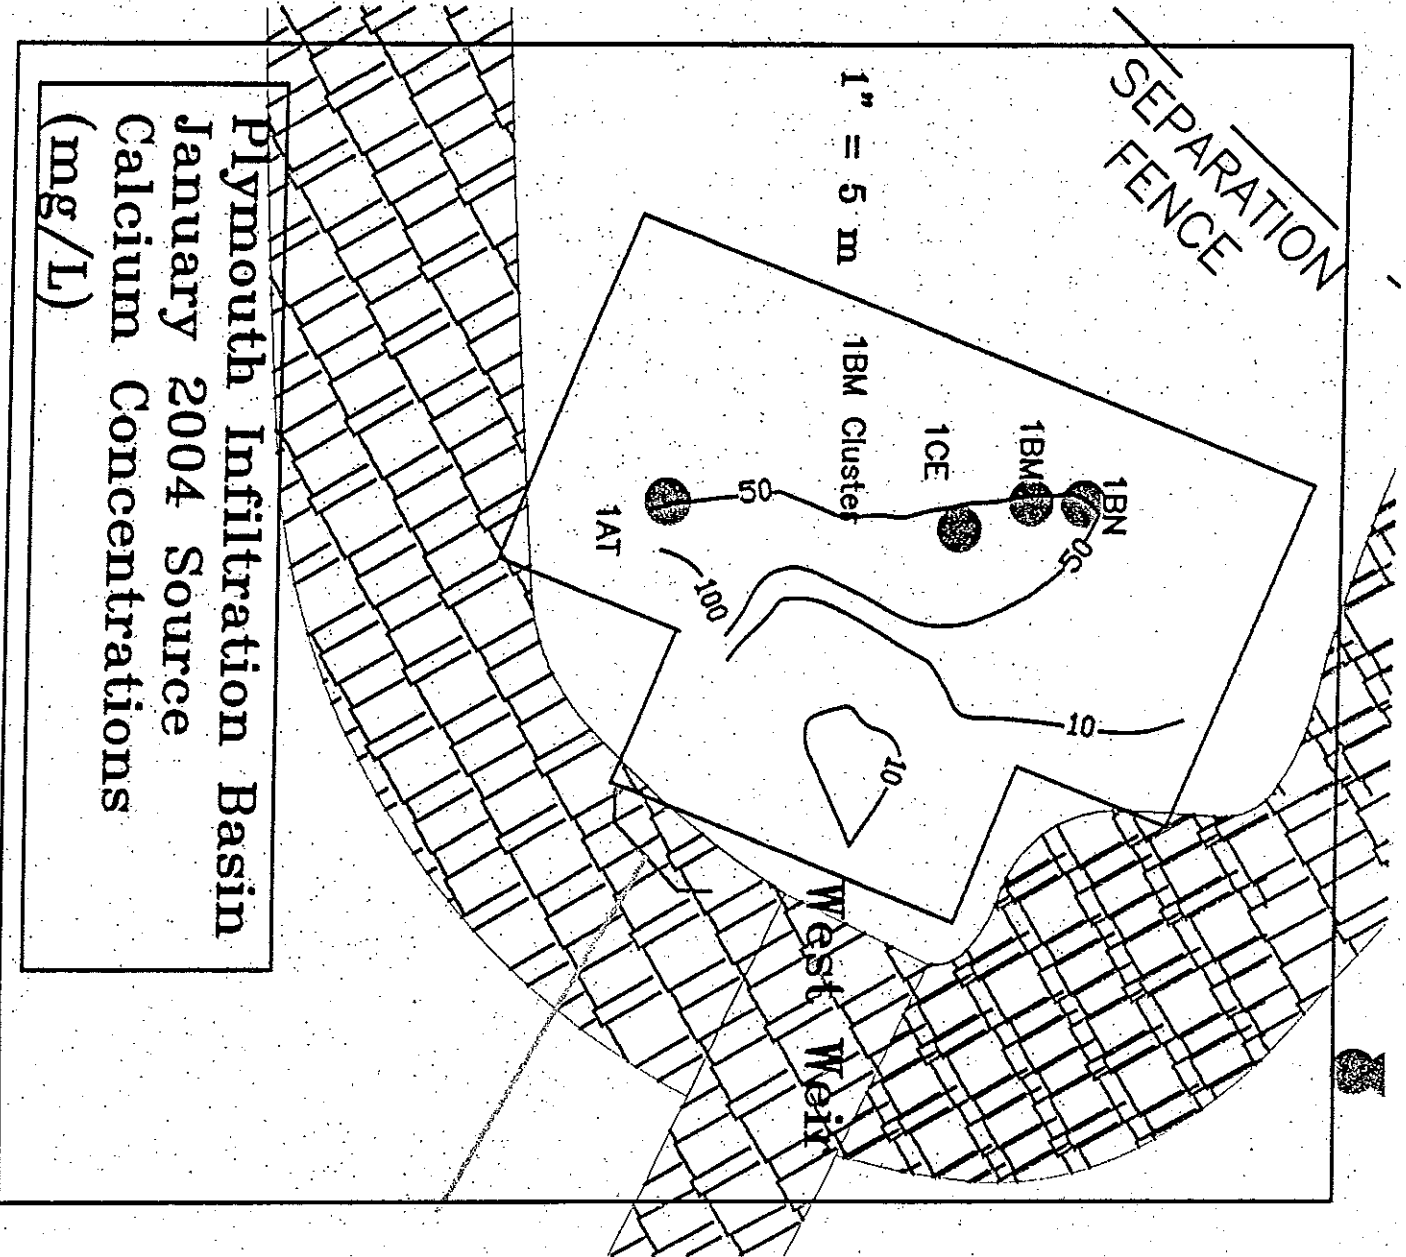 SEPARATION
FENCE
1" = 5 m
1BN
1BM
1CE
1BM Cluster
1AT
50
50
100
10
10
West Weir
Plymouth Infiltration Basin
January 2004 Source
Calcium Concentrations
(mg/L)